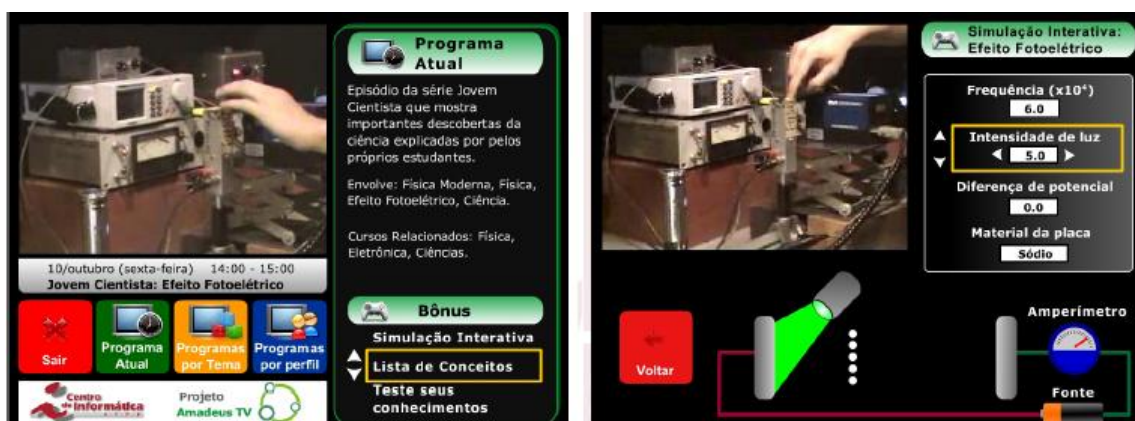 Programa
Atual
Episódio da série Jovem
Cientista que mostra
importantes descobertas da
ciência explicadas por pelos
próprios estudantes.
Envolve: Física Moderna, Física,
Efeito Fotoelétrico, Ciência.
Cursos Relacionados: Física,
Eletrônica, Ciências.
10/outubro (sexta-feira) 14:00 - 15:00
Jovem Cientista: Efeito Fotoelétrico
Sair
Programa
Atual
Programas
por Tema
Programas
por perfil
Bônus
Simulação Interativa
Lista de Conceitos
Teste seus
conhecimentos
Centro
de Informática
Projeto
Amadeus TV
Simulação Interativa:
Efeito Fotoelétrico
Frequência (x10⁴)
6.0
Intensidade de luz
5.0
Diferença de potencial
0.0
Material da placa
Sódio
Voltar
Amperímetro
Fonte